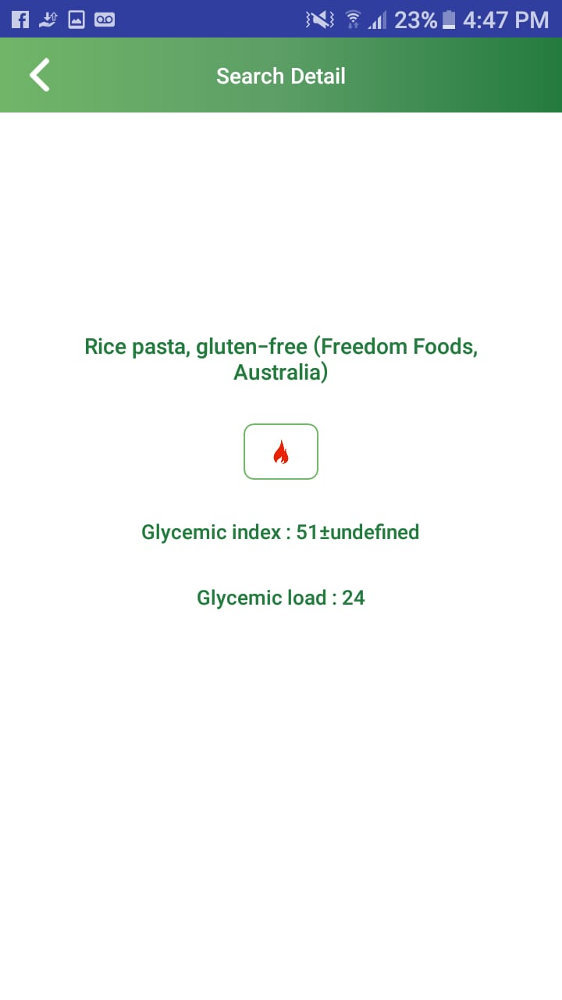 23% 4:47 PM
Search Detail
Rice pasta, gluten-free (Freedom Foods,
Australia)
Glycemic index : 51±undefined
Glycemic load : 24